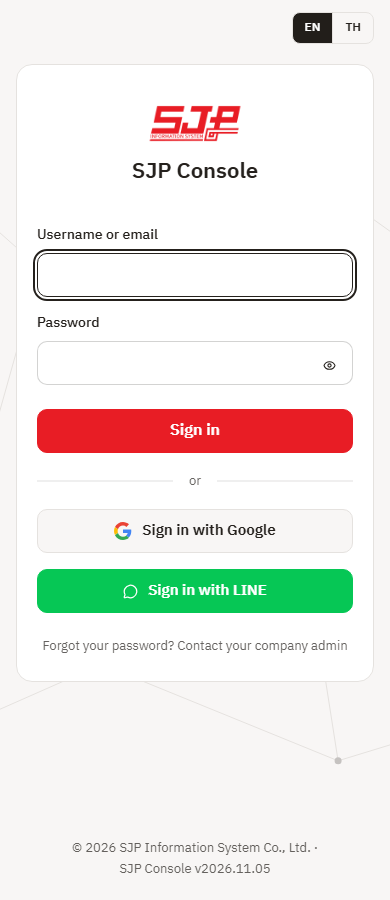 EN
TH
SJP
INFORMATION SYSTEM
SJP Console
Username or email
Password
Sign in
or
Sign in with Google
Sign in with LINE
Forgot your password? Contact your company admin
© 2026 SJP Information System Co., Ltd. ·
SJP Console v2026.11.05